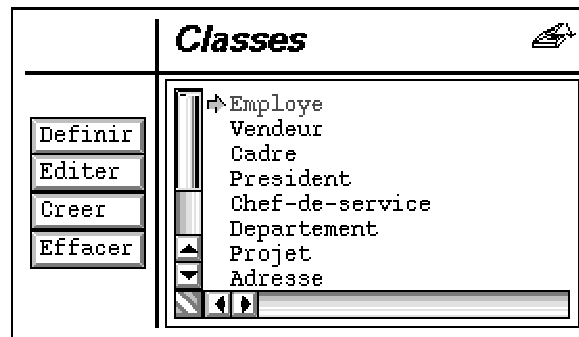 Classes
Definir
Editer
Creer
Effacer
Employe
Vendeur
Cadre
President
Chef-de-service
Departement
Projet
Adresse